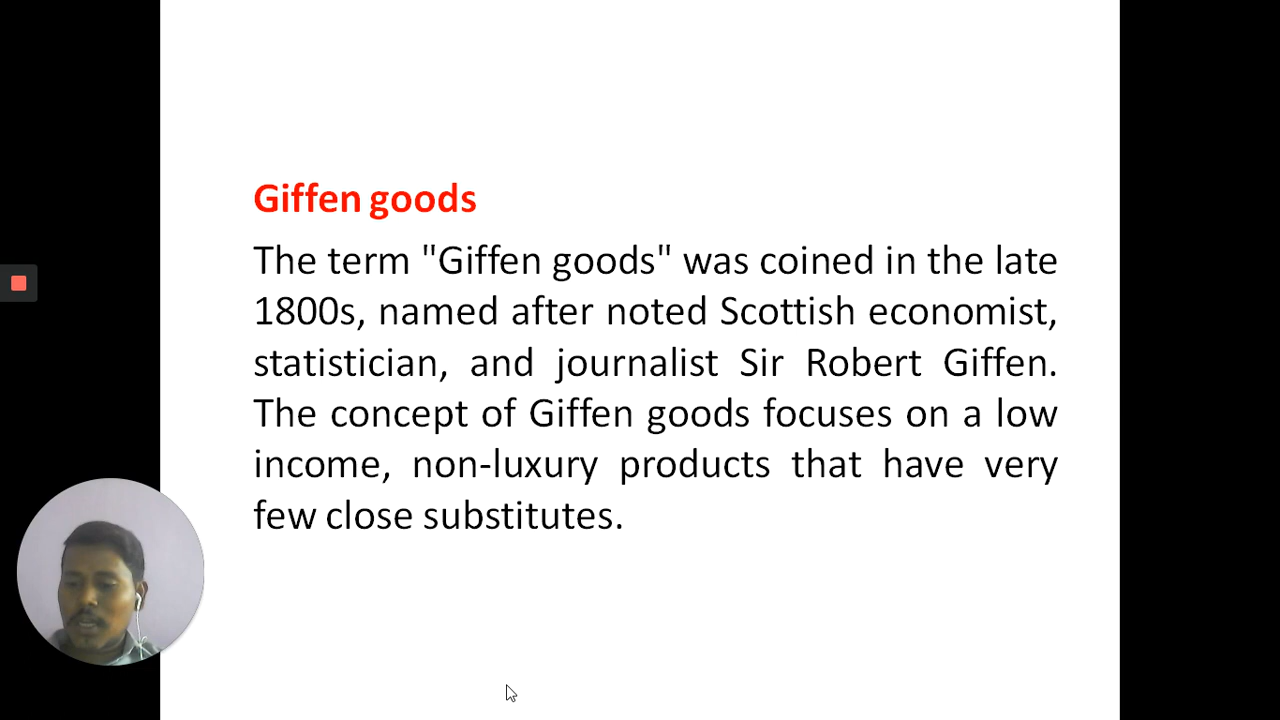 Giffen goods
The term "Giffen goods" was coined in the late
1800s, named after noted Scottish economist,
statistician, and journalist Sir Robert Giffen.
The concept of Giffen goods focuses on a low
income, non-luxury products that have very
few close substitutes.